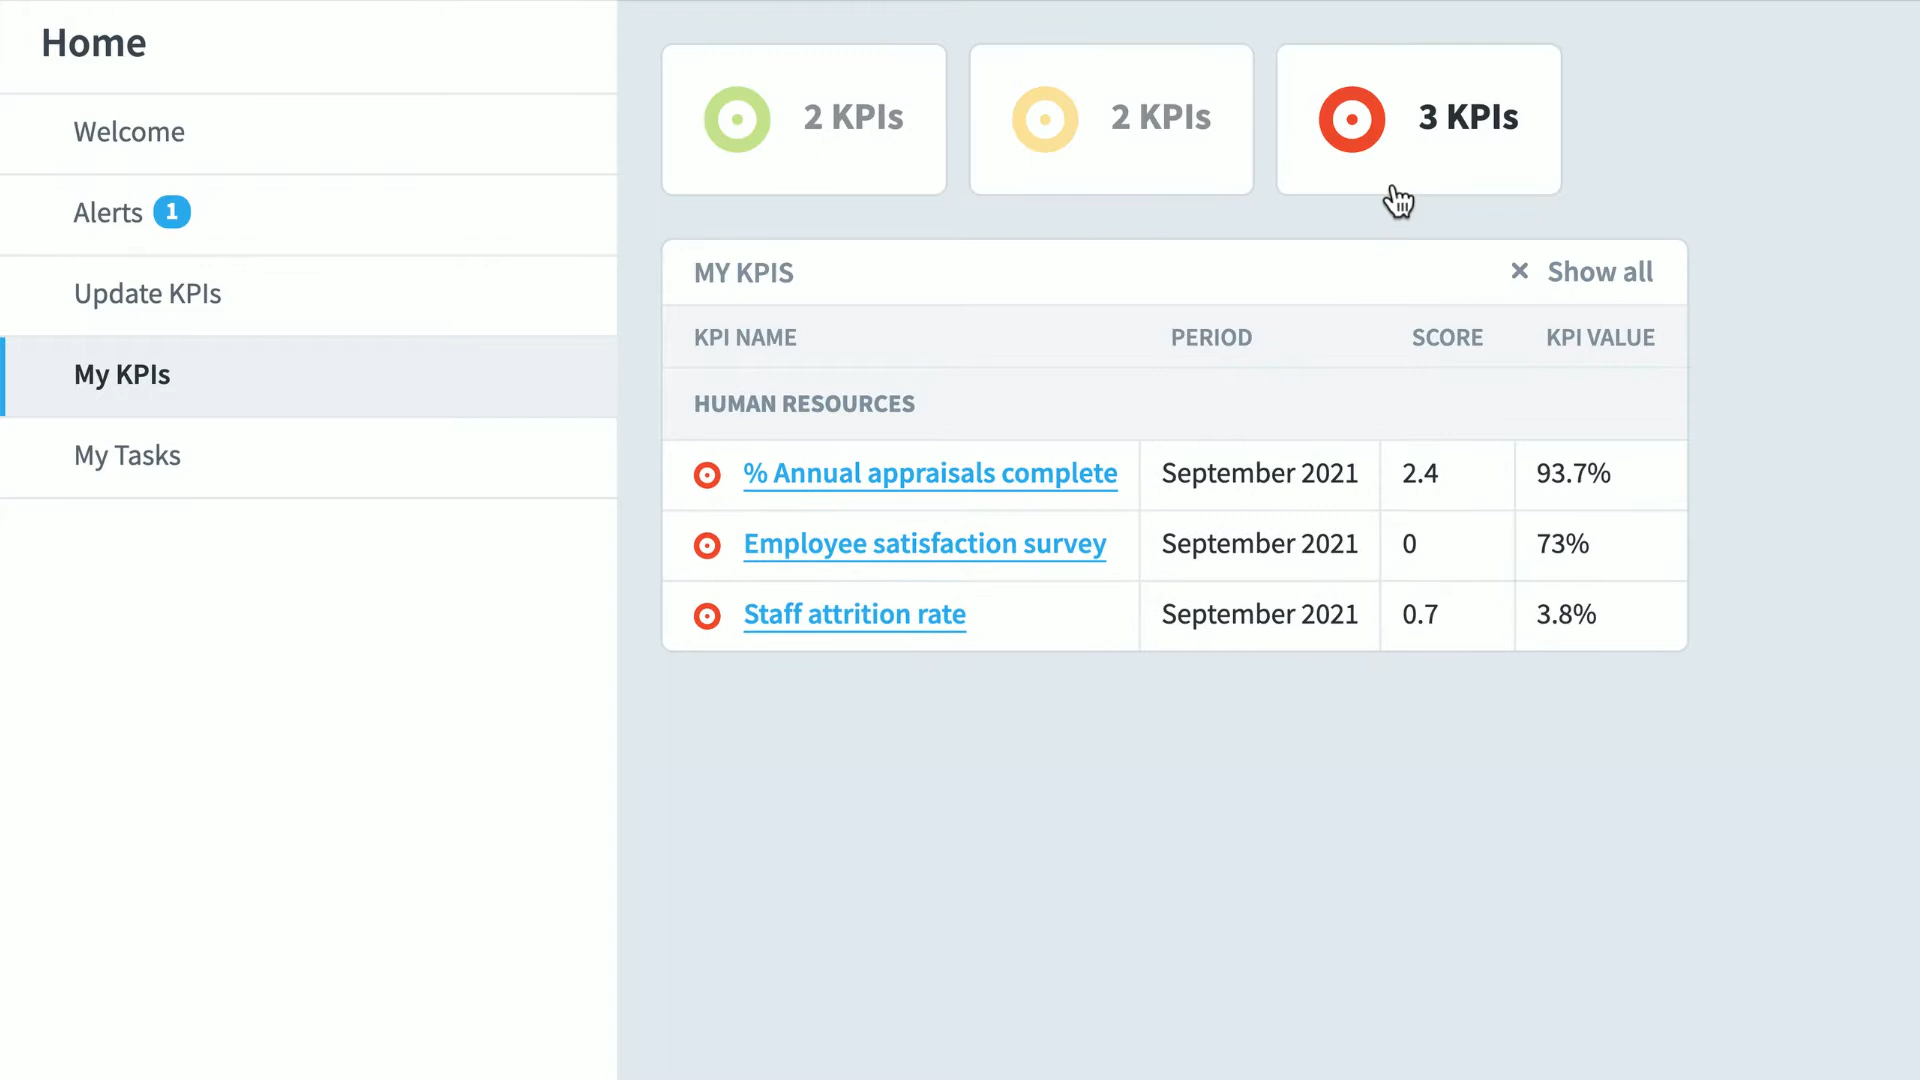 Home
Welcome
Alerts 1
Update KPIs
My KPIs
My Tasks
2 KPIs 2 KPIs 3 KPIs
MY KPIS × Show all
KPI NAME PERIOD SCORE KPI VALUE
HUMAN RESOURCES
% Annual appraisals complete September 2021 2.4 93.7%
Employee satisfaction survey September 2021 0 73%
Staff attrition rate September 2021 0.7 3.8%